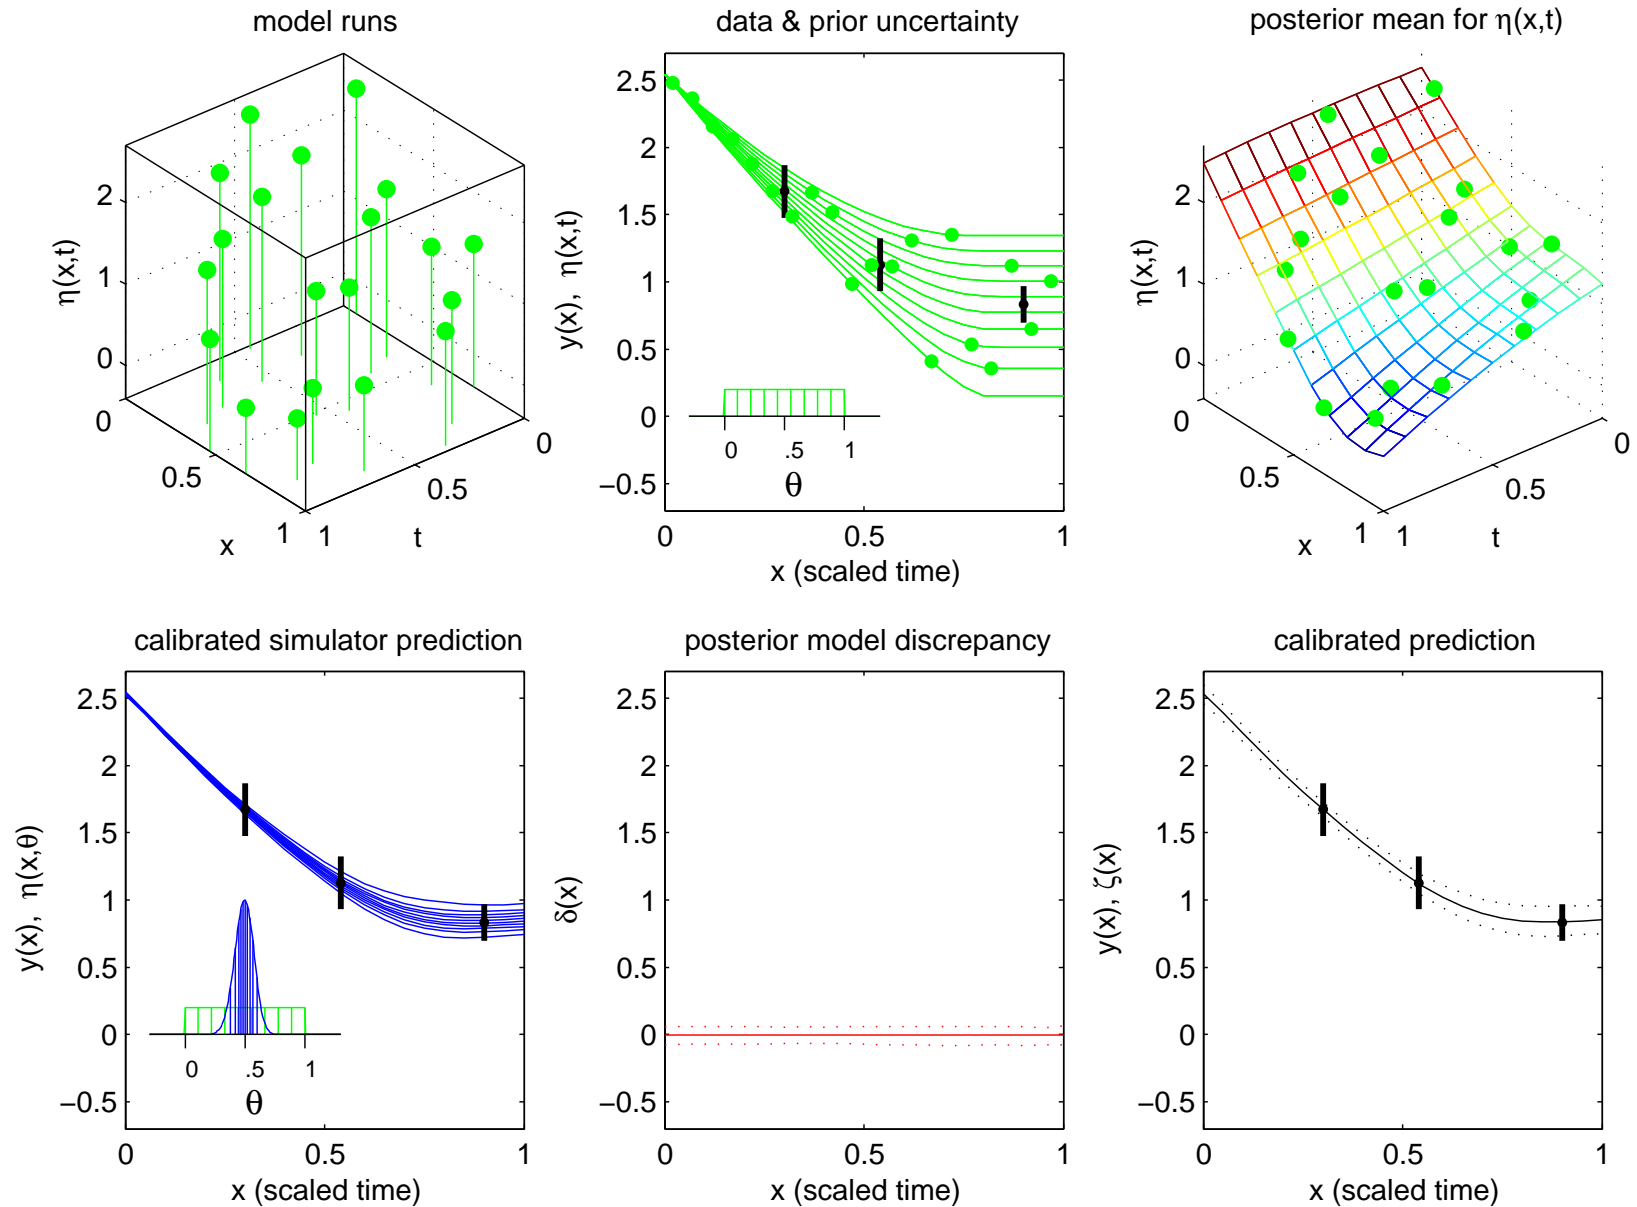 model runs
η(x,t)
2
1
0
0
0.5
1
x
1
0.5
0
t
data & prior uncertainty
y(x), η(x,t)
2.5
2
1.5
1
0.5
0
−0.5
0 .5 1
θ
0 0.5 1
x (scaled time)
posterior mean for η(x,t)
η(x,t)
2
1
0
0
0.5
1
x
1
0.5
0
t
calibrated simulator prediction
y(x), η(x,θ)
2.5
2
1.5
1
0.5
0
−0.5
0 .5 1
θ
0 0.5 1
x (scaled time)
posterior model discrepancy
δ(x)
2.5
2
1.5
1
0.5
0
−0.5
0 0.5 1
x (scaled time)
calibrated prediction
y(x), ζ(x)
2.5
2
1.5
1
0.5
0
−0.5
0 0.5 1
x (scaled time)